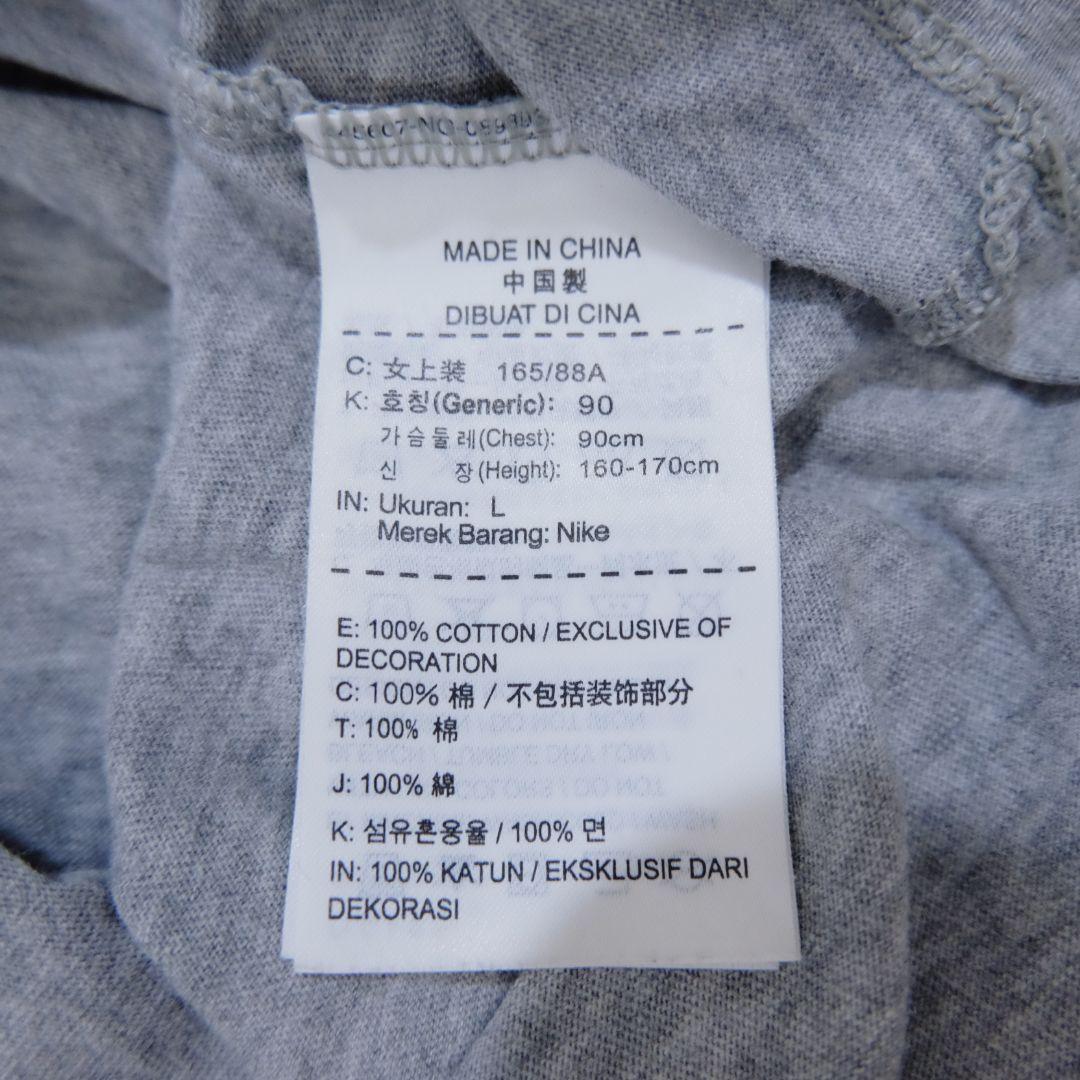 MADE IN CHINA
中国製
DIBUAT DI CINA
C: 女上装 165/88A
K: 호칭(Generic): 90
가슴둘레(Chest): 90cm
신 장(Height): 160-170cm
IN: Ukuran: L
Merek Barang: Nike
E: 100% COTTON / EXCLUSIVE OF
DECORATION
C: 100% 棉 / 不包括装饰部分
T: 100% 棉
J: 100% 綿
K: 섬유혼용율 / 100% 면
IN: 100% KATUN / EKSKLUSIF DARI
DEKORASI